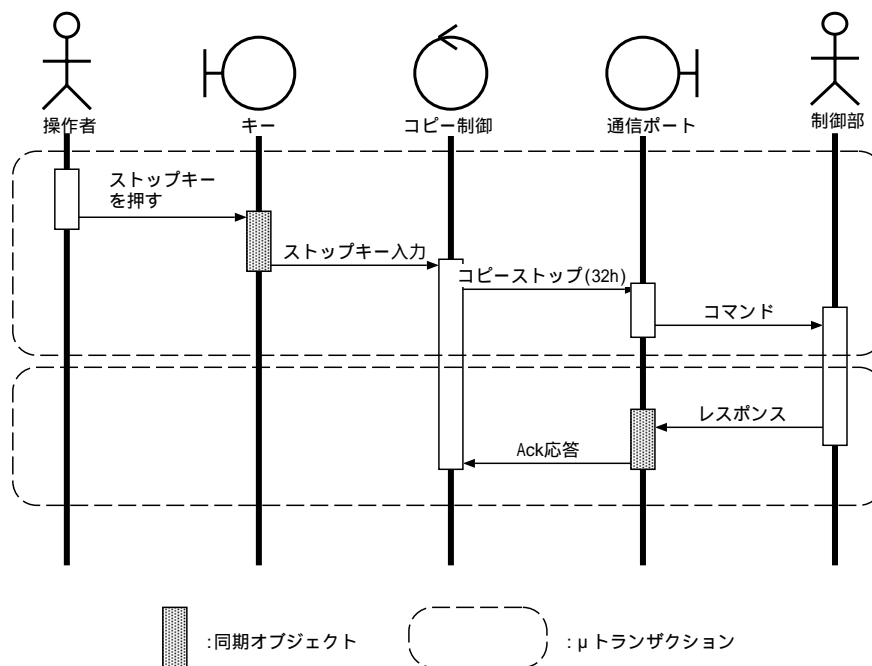 操作者
キー
コピー制御
通信ポート
制御部
ストップキー
を押す
ストップキー入力
コピーストップ(32h)
コマンド
レスポンス
Ack応答
:同期オブジェクト
:μトランザクション